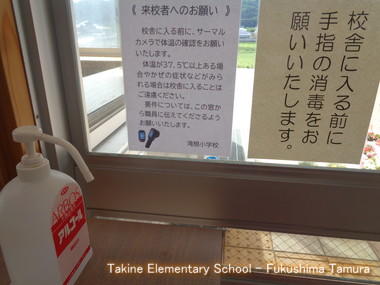 《 来校者へのお願い 》
校舎に入る前に、サーマル
カメラで体温の確認をお願い
いたします。
体温が37.5℃以上ある場
合やかぜの症状などがみら
れる場合は校舎に入ることは
ご遠慮ください。
要件については、この窓か
ら職員に伝えてくださるよう
お願いいたします。
滝根小学校
校舎に入る前に
手指の消毒をお
願いいたします。
アルコール
Takine Elementary School - Fukushima Tamura